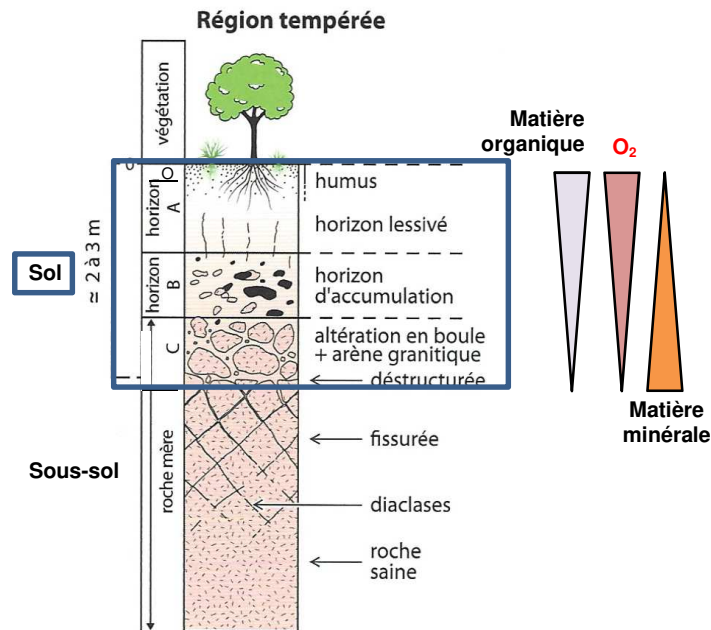 Région tempérée
végétation
Matière
organique
O₂
0
O
humus
horizon
A
horizon lessivé
≃ 2 à 3 m
Sol
horizon
B
horizon
d'accumulation
C
altération en boule
+ arène granitique
déstructurée
Matière
minérale
fissurée
Sous-sol
roche mère
diaclases
roche
saine